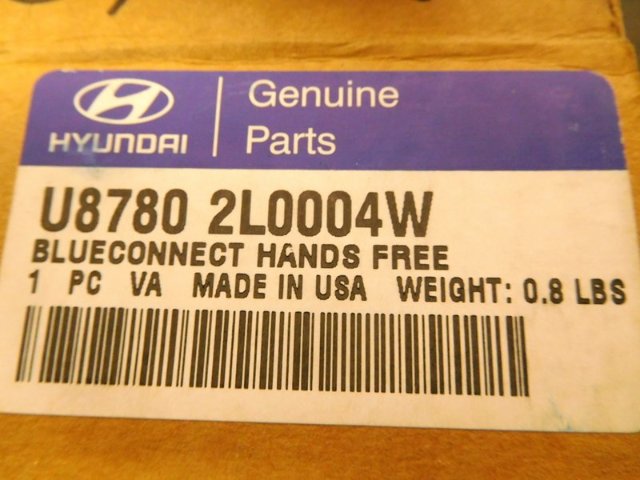 HYUNDAI
Genuine
Parts
U8780 2L0004W
BLUECONNECT HANDS FREE
1 PC VA MADE IN USA WEIGHT: 0.8 LBS